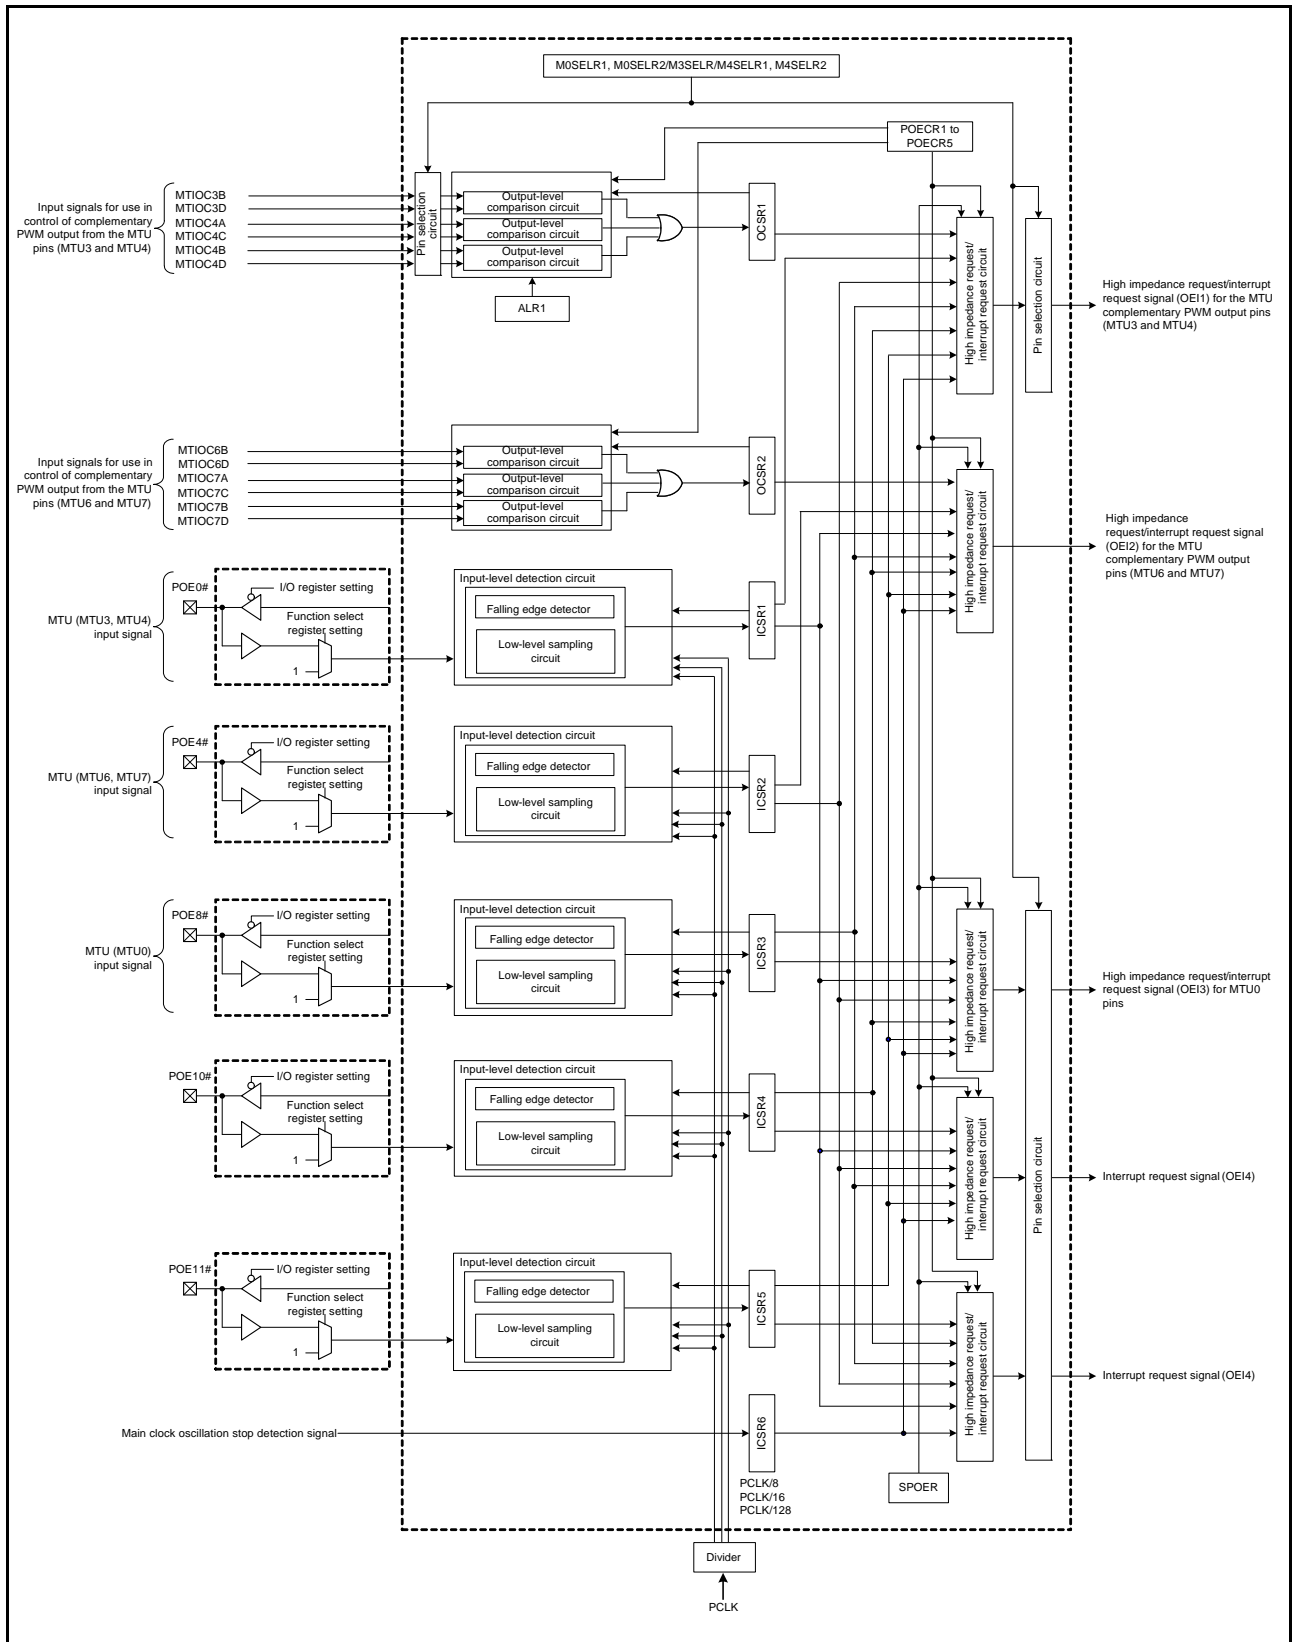 M0SELR1, M0SELR2/M3SELR/M4SELR1, M4SELR2
POECR1 to
POECR5
Input signals for use in
control of complementary
PWM output from the MTU
pins (MTU3 and MTU4)
MTIOC3B
MTIOC3D
MTIOC4A
MTIOC4C
MTIOC4B
MTIOC4D
Pin selection
circuit
Output-level
comparison circuit
Output-level
comparison circuit
Output-level
comparison circuit
ALR1
OCSR1
High impedance request/
interrupt request circuit
Pin selection circuit
High impedance request/interrupt
request signal (OEI1) for the MTU
complementary PWM output pins
(MTU3 and MTU4)
Input signals for use in
control of complementary
PWM output from the MTU
pins (MTU6 and MTU7)
MTIOC6B
MTIOC6D
MTIOC7A
MTIOC7C
MTIOC7B
MTIOC7D
Output-level
comparison circuit
Output-level
comparison circuit
Output-level
comparison circuit
OCSR2
High impedance request/
interrupt request circuit
High impedance
request/interrupt request signal
(OEI2) for the MTU
complementary PWM output
pins (MTU6 and MTU7)
MTU (MTU3, MTU4)
input signal
POE0#
I/O register setting
Function select
register setting
1
Input-level detection circuit
Falling edge detector
Low-level sampling
circuit
ICSR1
MTU (MTU6, MTU7)
input signal
POE4#
I/O register setting
Function select
register setting
1
Input-level detection circuit
Falling edge detector
Low-level sampling
circuit
ICSR2
MTU (MTU0)
input signal
POE8#
I/O register setting
Function select
register setting
1
Input-level detection circuit
Falling edge detector
Low-level sampling
circuit
ICSR3
High impedance request/
interrupt request circuit
High impedance request/interrupt
request signal (OEI3) for MTU0
pins
POE10#
I/O register setting
Function select
register setting
1
Input-level detection circuit
Falling edge detector
Low-level sampling
circuit
ICSR4
High impedance request/
interrupt request circuit
Pin selection circuit
Interrupt request signal (OEI4)
POE11#
I/O register setting
Function select
register setting
1
Input-level detection circuit
Falling edge detector
Low-level sampling
circuit
ICSR5
High impedance request/
interrupt request circuit
Interrupt request signal (OEI4)
Main clock oscillation stop detection signal
ICSR6
PCLK/8
PCLK/16
PCLK/128
SPOER
Divider
PCLK